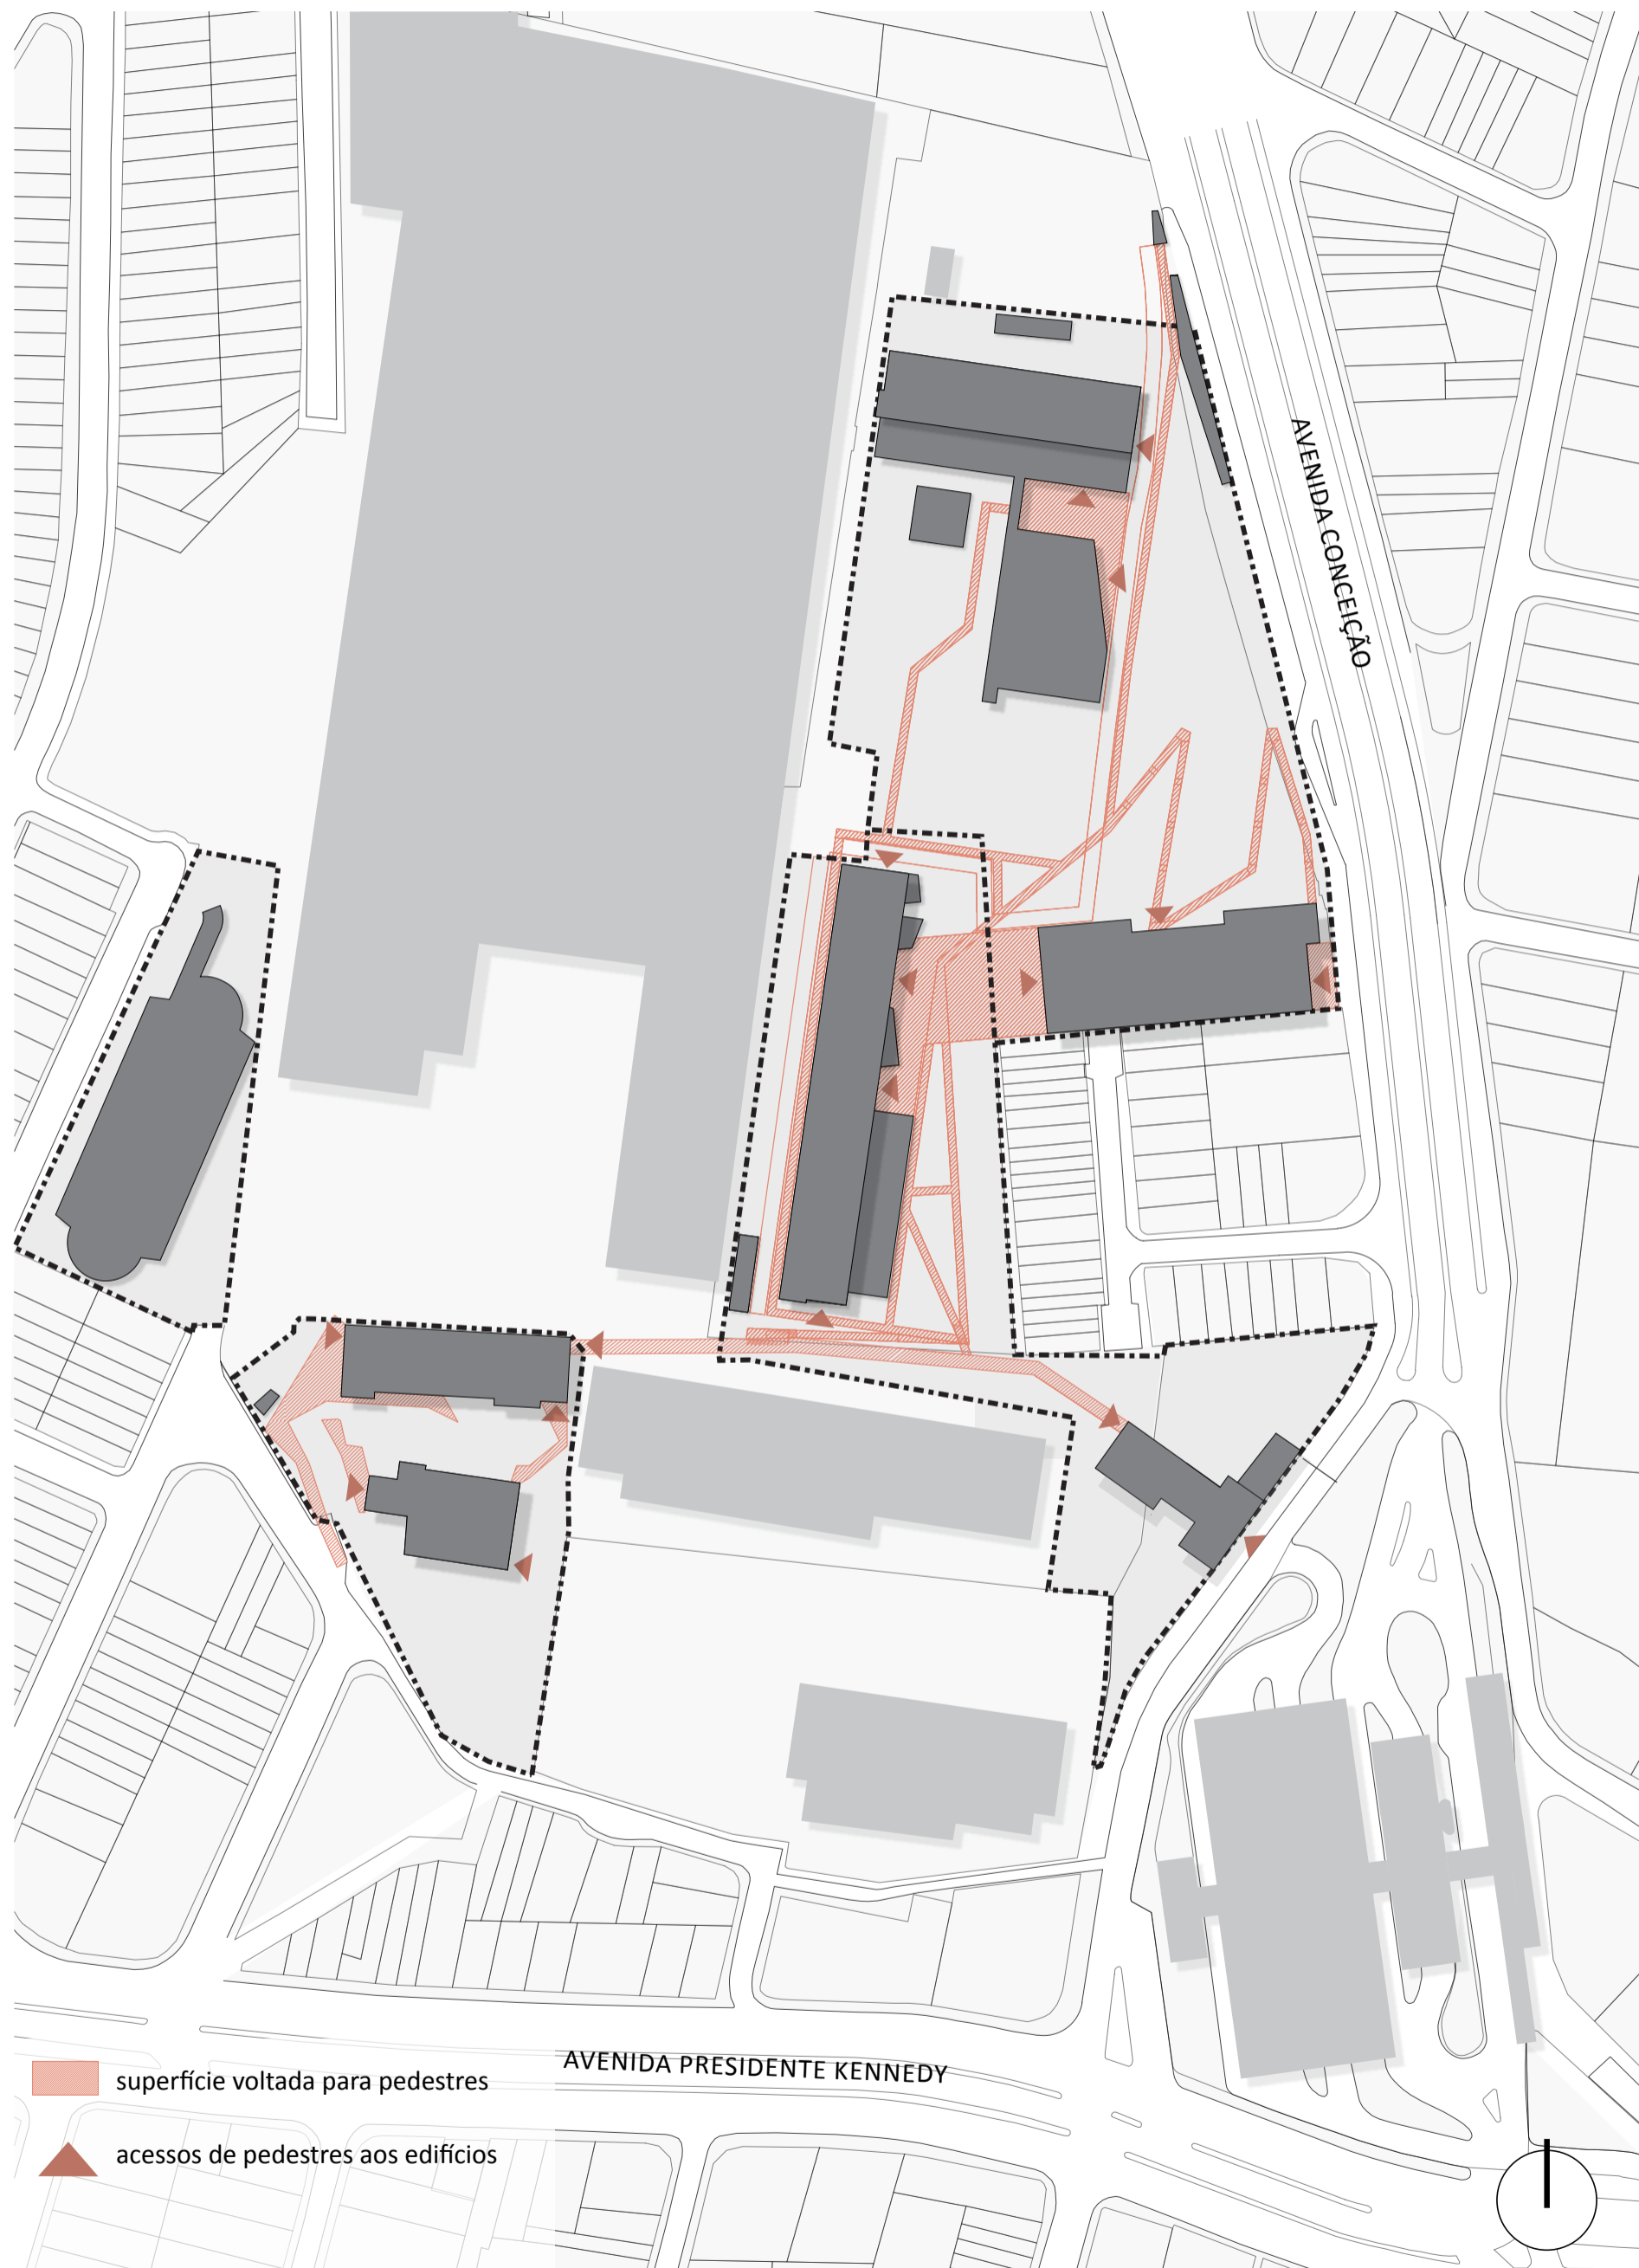 AVENIDA CONCEIÇÃO
AVENIDA PRESIDENTE KENNEDY
superfície voltada para pedestres
acessos de pedestres aos edifícios